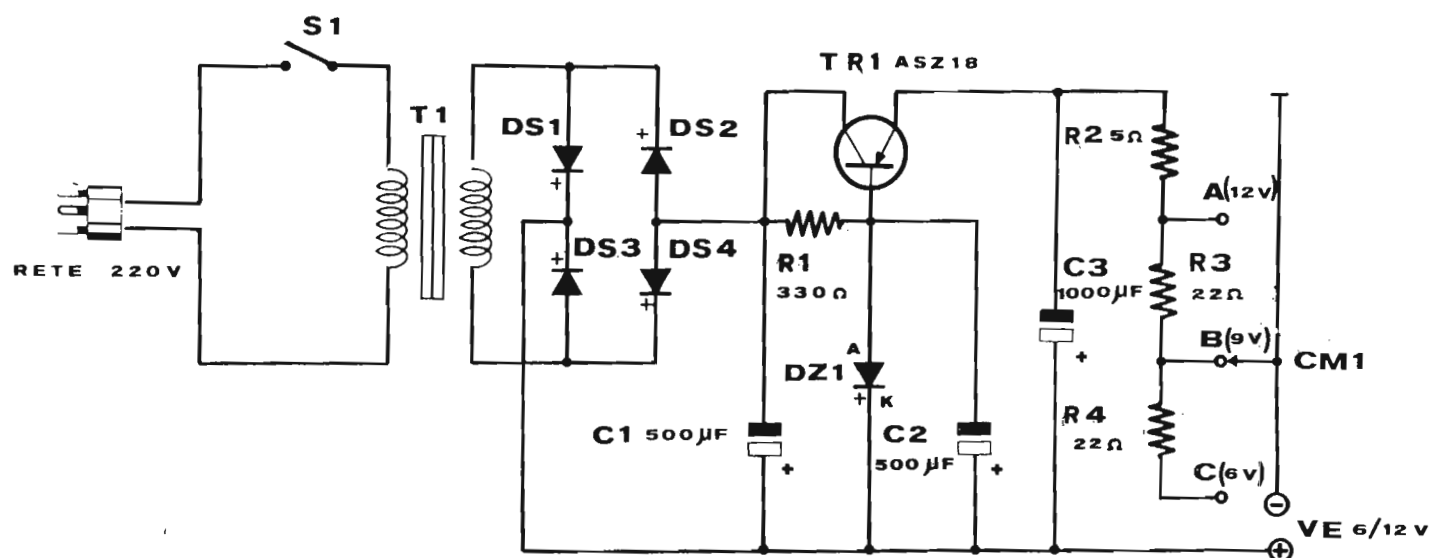 S1
TR1 ASZ18
T1
DS1
DS2
R2 5Ω
A(12V)
DS3
DS4
RETE 220V
R1
330Ω
C3
1000µF
R3
22Ω
B(9V)
CM1
A
DZ1
K
R4
22Ω
C1 500µF
C2
500µF
C(6V)
VE 6/12V